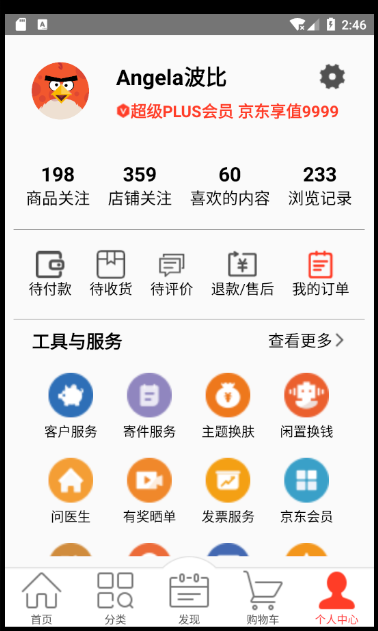 2:46
Angela波比
超级PLUS会员 京东享值9999
198 359 60 233
商品关注 店铺关注 喜欢的内容 浏览记录
待付款 待收货 待评价 退款/售后 我的订单
工具与服务 查看更多
客户服务 寄件服务 主题换肤 闲置换钱
问医生 有奖晒单 发票服务 京东会员
首页 分类 发现 购物车 个人中心